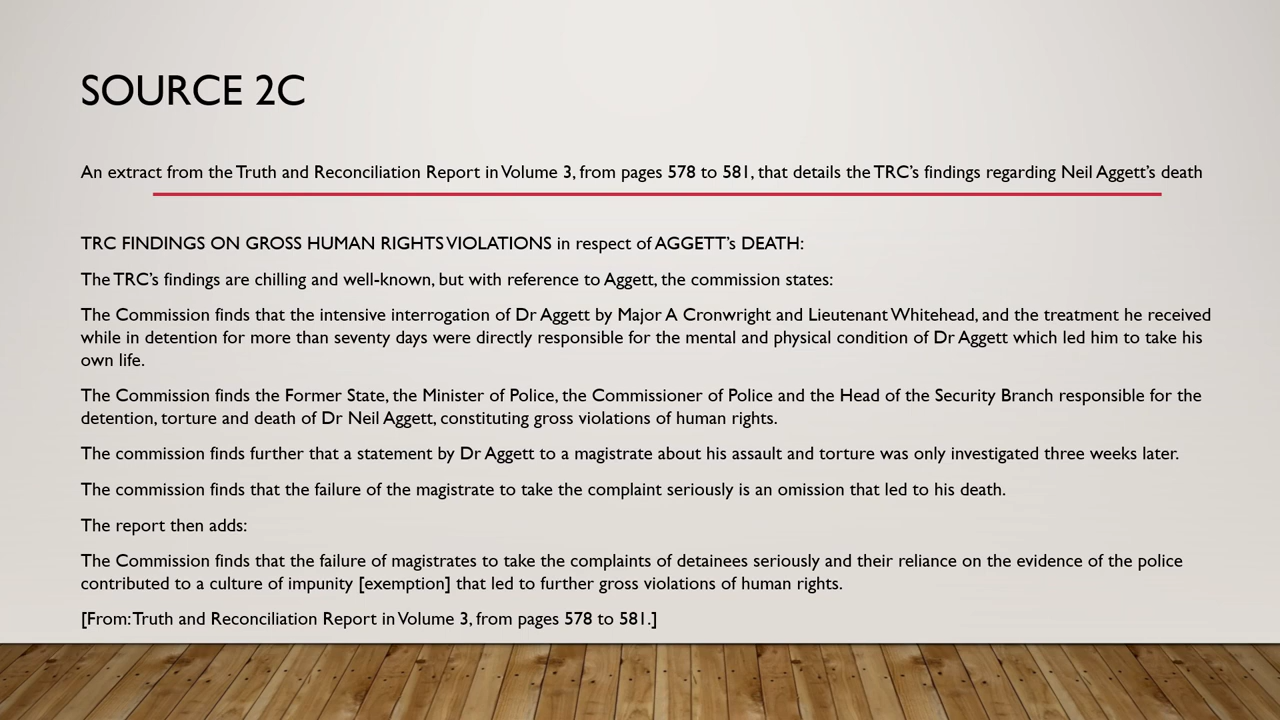 SOURCE 2C
An extract from the Truth and Reconciliation Report in Volume 3, from pages 578 to 581, that details the TRC's findings regarding Neil Aggett's death
TRC FINDINGS ON GROSS HUMAN RIGHTS VIOLATIONS in respect of AGGETT's DEATH:
The TRC's findings are chilling and well-known, but with reference to Aggett, the commission states:
The Commission finds that the intensive interrogation of Dr Aggett by Major A Cronwright and Lieutenant Whitehead, and the treatment he received
while in detention for more than seventy days were directly responsible for the mental and physical condition of Dr Aggett which led him to take his
own life.
The Commission finds the Former State, the Minister of Police, the Commissioner of Police and the Head of the Security Branch responsible for the
detention, torture and death of Dr Neil Aggett, constituting gross violations of human rights.
The commission finds further that a statement by Dr Aggett to a magistrate about his assault and torture was only investigated three weeks later.
The commission finds that the failure of the magistrate to take the complaint seriously is an omission that led to his death.
The report then adds:
The Commission finds that the failure of magistrates to take the complaints of detainees seriously and their reliance on the evidence of the police
contributed to a culture of impunity [exemption] that led to further gross violations of human rights.
[From: Truth and Reconciliation Report in Volume 3, from pages 578 to 581.]